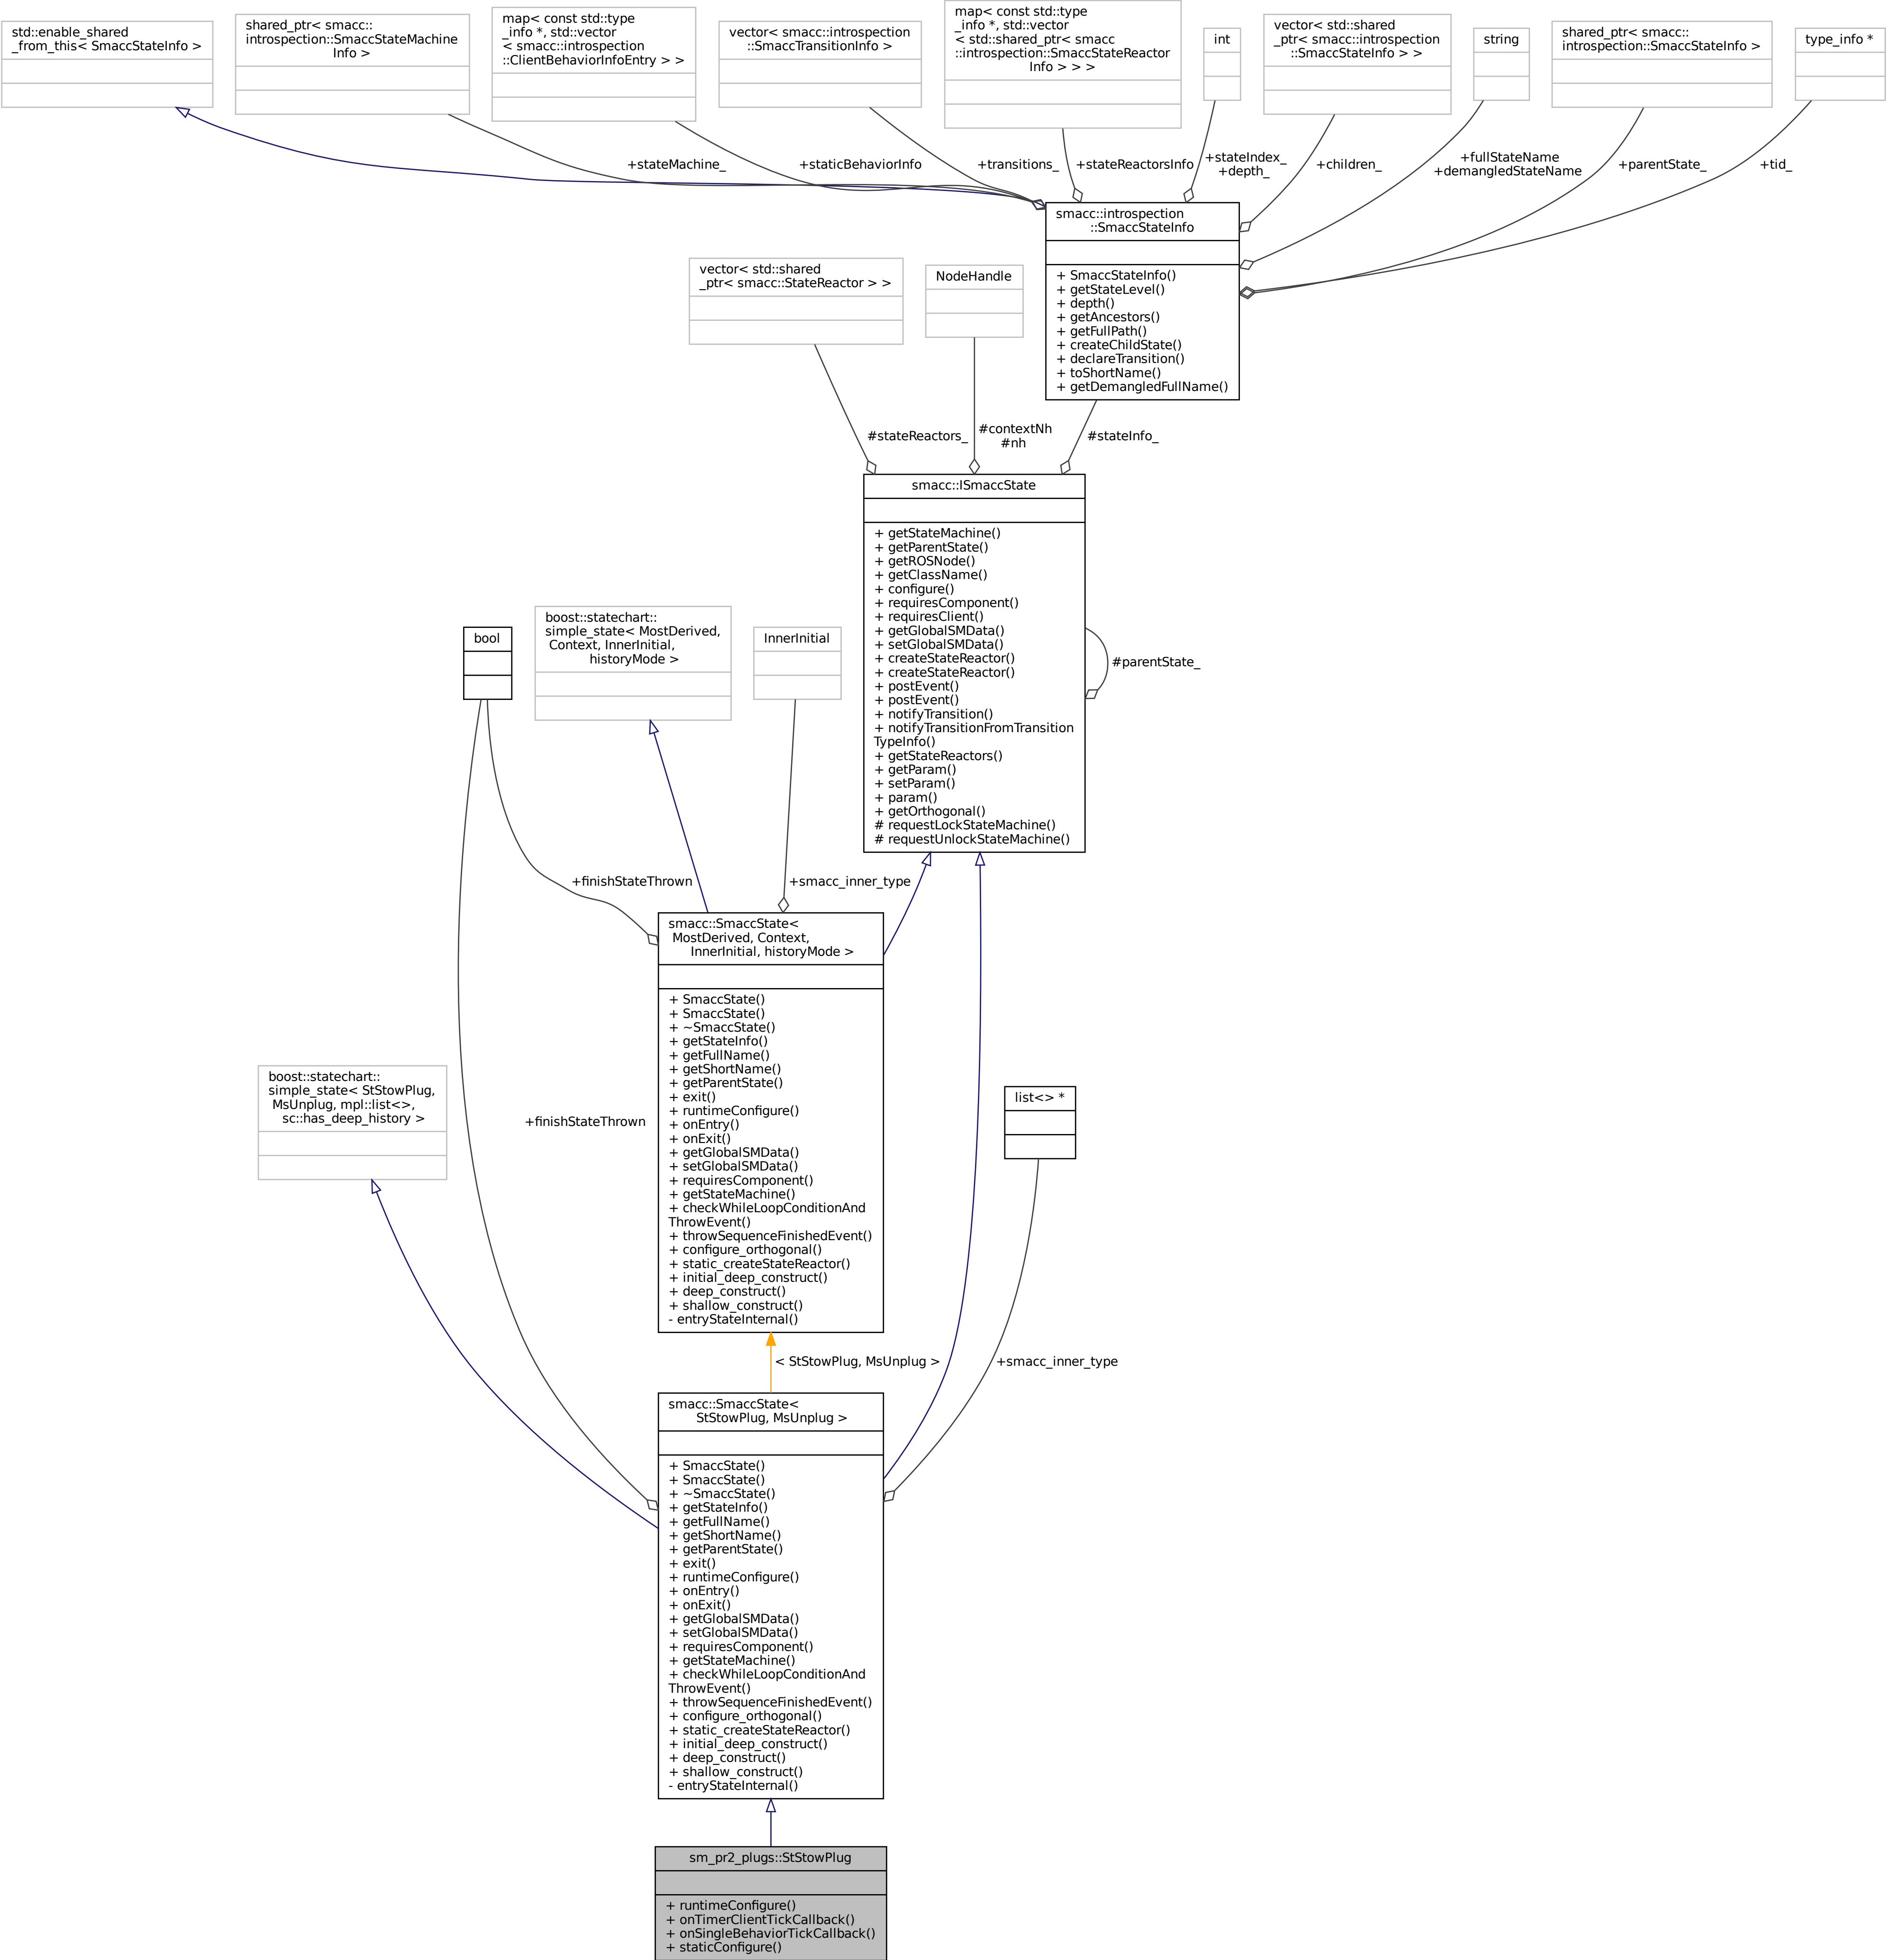 std::enable_shared
_from_this< SmaccStateInfo >
shared_ptr< smacc::
introspection::SmaccStateMachine
Info >
map< const std::type
_info *, std::vector
< smacc::introspection
::ClientBehaviorInfoEntry > >
vector< smacc::introspection
::SmaccTransitionInfo >
map< const std::type
_info *, std::vector
< std::shared_ptr< smacc
::introspection::SmaccStateReactor
Info > > >
int
vector< std::shared
_ptr< smacc::introspection
::SmaccStateInfo > >
string
shared_ptr< smacc::
introspection::SmaccStateInfo >
type_info *
+stateMachine_
+staticBehaviorInfo
+transitions_
+stateReactorsInfo
+stateIndex_
+depth_
+children_
+fullStateName
+demangledStateName
+parentState_
+tid_
smacc::introspection
::SmaccStateInfo
+ SmaccStateInfo()
+ getStateLevel()
+ depth()
+ getAncestors()
+ getFullPath()
+ createChildState()
+ declareTransition()
+ toShortName()
+ getDemangledFullName()
vector< std::shared
_ptr< smacc::StateReactor > >
NodeHandle
#stateReactors_
#contextNh
#nh
#stateInfo_
smacc::ISmaccState
+ getStateMachine()
+ getParentState()
+ getROSNode()
+ getClassName()
+ configure()
+ requiresComponent()
+ requiresClient()
+ getGlobalSMData()
+ setGlobalSMData()
+ createStateReactor()
+ createStateReactor()
+ postEvent()
+ postEvent()
+ notifyTransition()
+ notifyTransitionFromTransition
TypeInfo()
+ getStateReactors()
+ getParam()
+ setParam()
+ param()
+ getOrthogonal()
# requestLockStateMachine()
# requestUnlockStateMachine()
#parentState_
bool
boost::statechart::
simple_state< MostDerived,
Context, InnerInitial,
historyMode >
InnerInitial
+finishStateThrown
+smacc_inner_type
smacc::SmaccState<
MostDerived, Context,
InnerInitial, historyMode >
+ SmaccState()
+ SmaccState()
+ ~SmaccState()
+ getStateInfo()
+ getFullName()
+ getShortName()
+ getParentState()
+ exit()
+ runtimeConfigure()
+ onEntry()
+ onExit()
+ getGlobalSMData()
+ setGlobalSMData()
+ requiresComponent()
+ getStateMachine()
+ checkWhileLoopConditionAnd
ThrowEvent()
+ throwSequenceFinishedEvent()
+ configure_orthogonal()
+ static_createStateReactor()
+ initial_deep_construct()
+ deep_construct()
+ shallow_construct()
- entryStateInternal()
boost::statechart::
simple_state< StStowPlug,
MsUnplug, mpl::list<>,
sc::has_deep_history >
+finishStateThrown
list<> *
< StStowPlug, MsUnplug >
+smacc_inner_type
smacc::SmaccState<
StStowPlug, MsUnplug >
+ SmaccState()
+ SmaccState()
+ ~SmaccState()
+ getStateInfo()
+ getFullName()
+ getShortName()
+ getParentState()
+ exit()
+ runtimeConfigure()
+ onEntry()
+ onExit()
+ getGlobalSMData()
+ setGlobalSMData()
+ requiresComponent()
+ getStateMachine()
+ checkWhileLoopConditionAnd
ThrowEvent()
+ throwSequenceFinishedEvent()
+ configure_orthogonal()
+ static_createStateReactor()
+ initial_deep_construct()
+ deep_construct()
+ shallow_construct()
- entryStateInternal()
sm_pr2_plugs::StStowPlug
+ runtimeConfigure()
+ onTimerClientTickCallback()
+ onSingleBehaviorTickCallback()
+ staticConfigure()